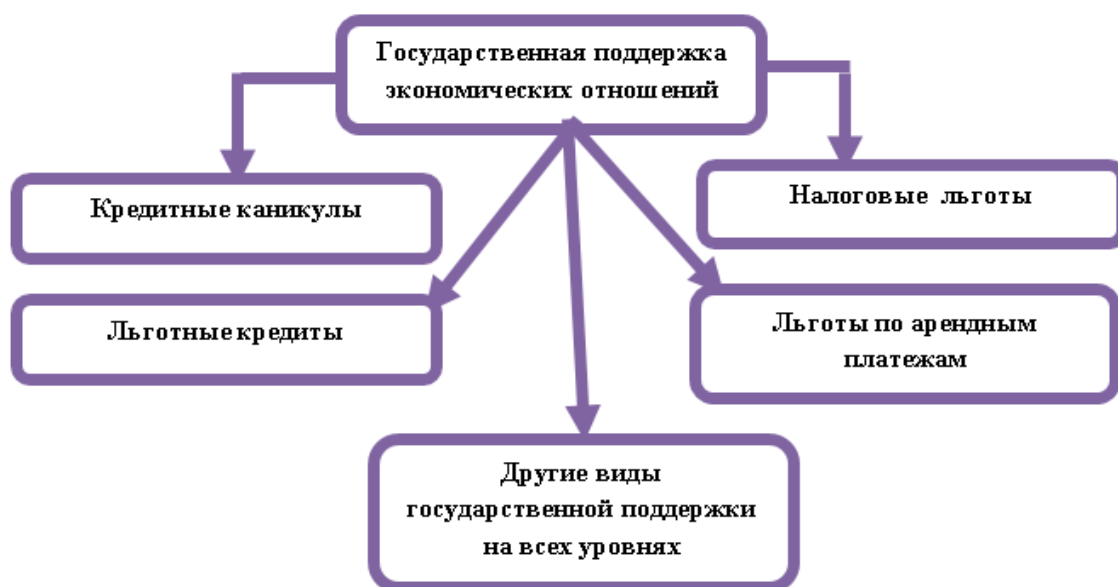 Государственная поддержка
экономических отношений
Кредитные каникулы
Налоговые льготы
Льготные кредиты
Льготы по арендным
платежам
Другие виды
государственной поддержки
на всех уровнях